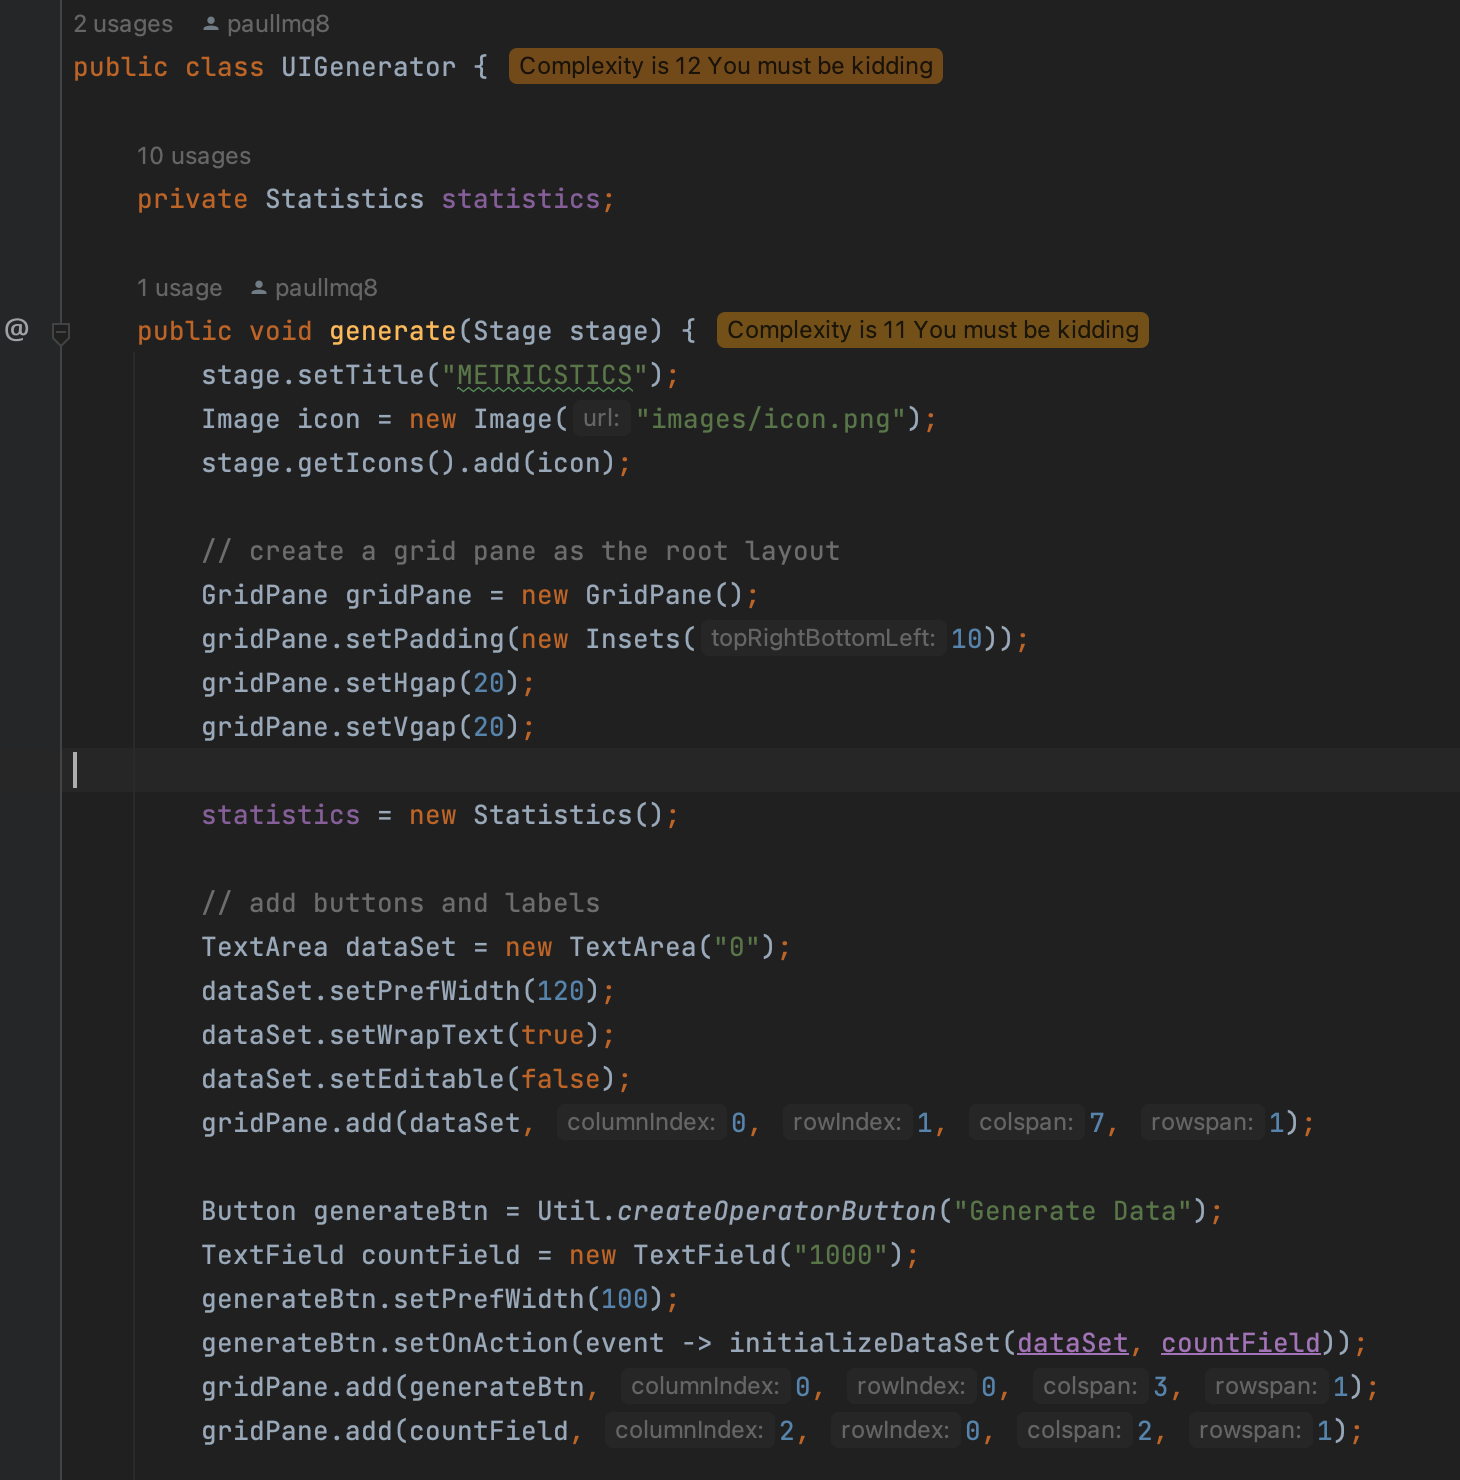 2 usages paullmq8
public class UIGenerator { Complexity is 12 You must be kidding
10 usages
private Statistics statistics;
1 usage paullmq8
@ public void generate(Stage stage) { Complexity is 11 You must be kidding
stage.setTitle("METRICSTICS");
Image icon = new Image( url: "images/icon.png");
stage.getIcons().add(icon);
// create a grid pane as the root layout
GridPane gridPane = new GridPane();
gridPane.setPadding(new Insets( topRightBottomLeft: 10));
gridPane.setHgap(20);
gridPane.setVgap(20);
statistics = new Statistics();
// add buttons and labels
TextArea dataSet = new TextArea("0");
dataSet.setPrefWidth(120);
dataSet.setWrapText(true);
dataSet.setEditable(false);
gridPane.add(dataSet, columnIndex: 0, rowIndex: 1, colspan: 7, rowspan: 1);
Button generateBtn = Util.createOperatorButton("Generate Data");
TextField countField = new TextField("1000");
generateBtn.setPrefWidth(100);
generateBtn.setOnAction(event -> initializeDataSet(dataSet, countField));
gridPane.add(generateBtn, columnIndex: 0, rowIndex: 0, colspan: 3, rowspan: 1);
gridPane.add(countField, columnIndex: 2, rowIndex: 0, colspan: 2, rowspan: 1);